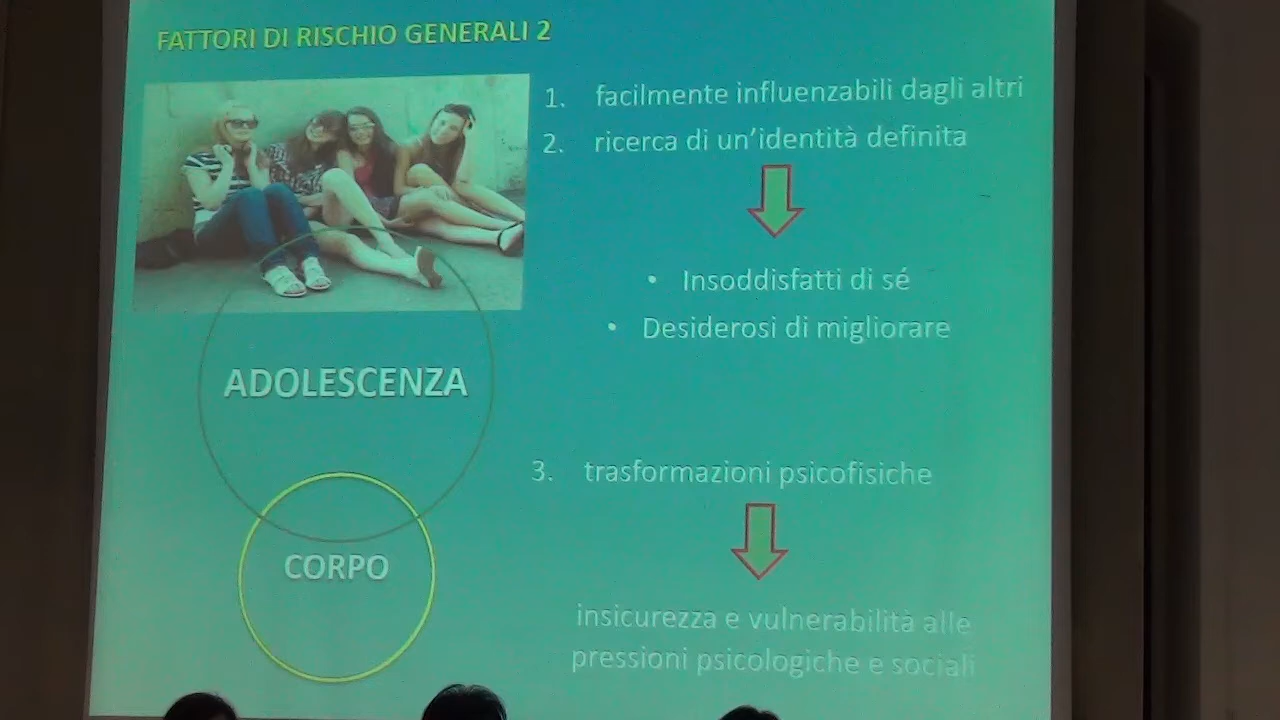 FATTORI DI RISCHIO GENERALI 2
1. facilmente influenzabili dagli altri
2. ricerca di un'identità definita
• Insoddisfatti di sé
• Desiderosi di migliorare
ADOLESCENZA
3. trasformazioni psicofisiche
CORPO
insicurezza e vulnerabilità alle
pressioni psicologiche e sociali